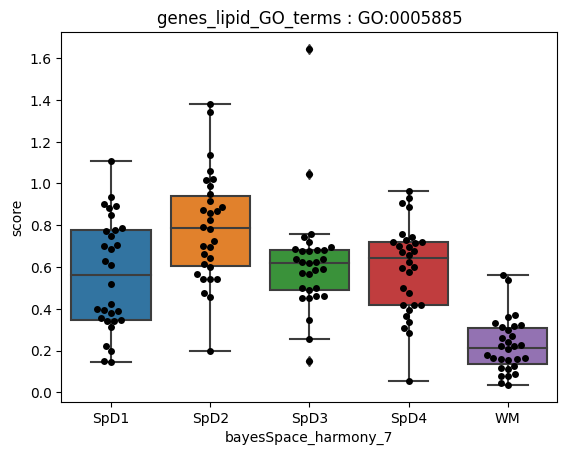 genes_lipid_GO_terms : GO:0005885
1.6
1.4
1.2
1.0
0.8
0.6
0.4
0.2
0.0
score
SpD1 SpD2 SpD3 SpD4 WM
bayesSpace_harmony_7